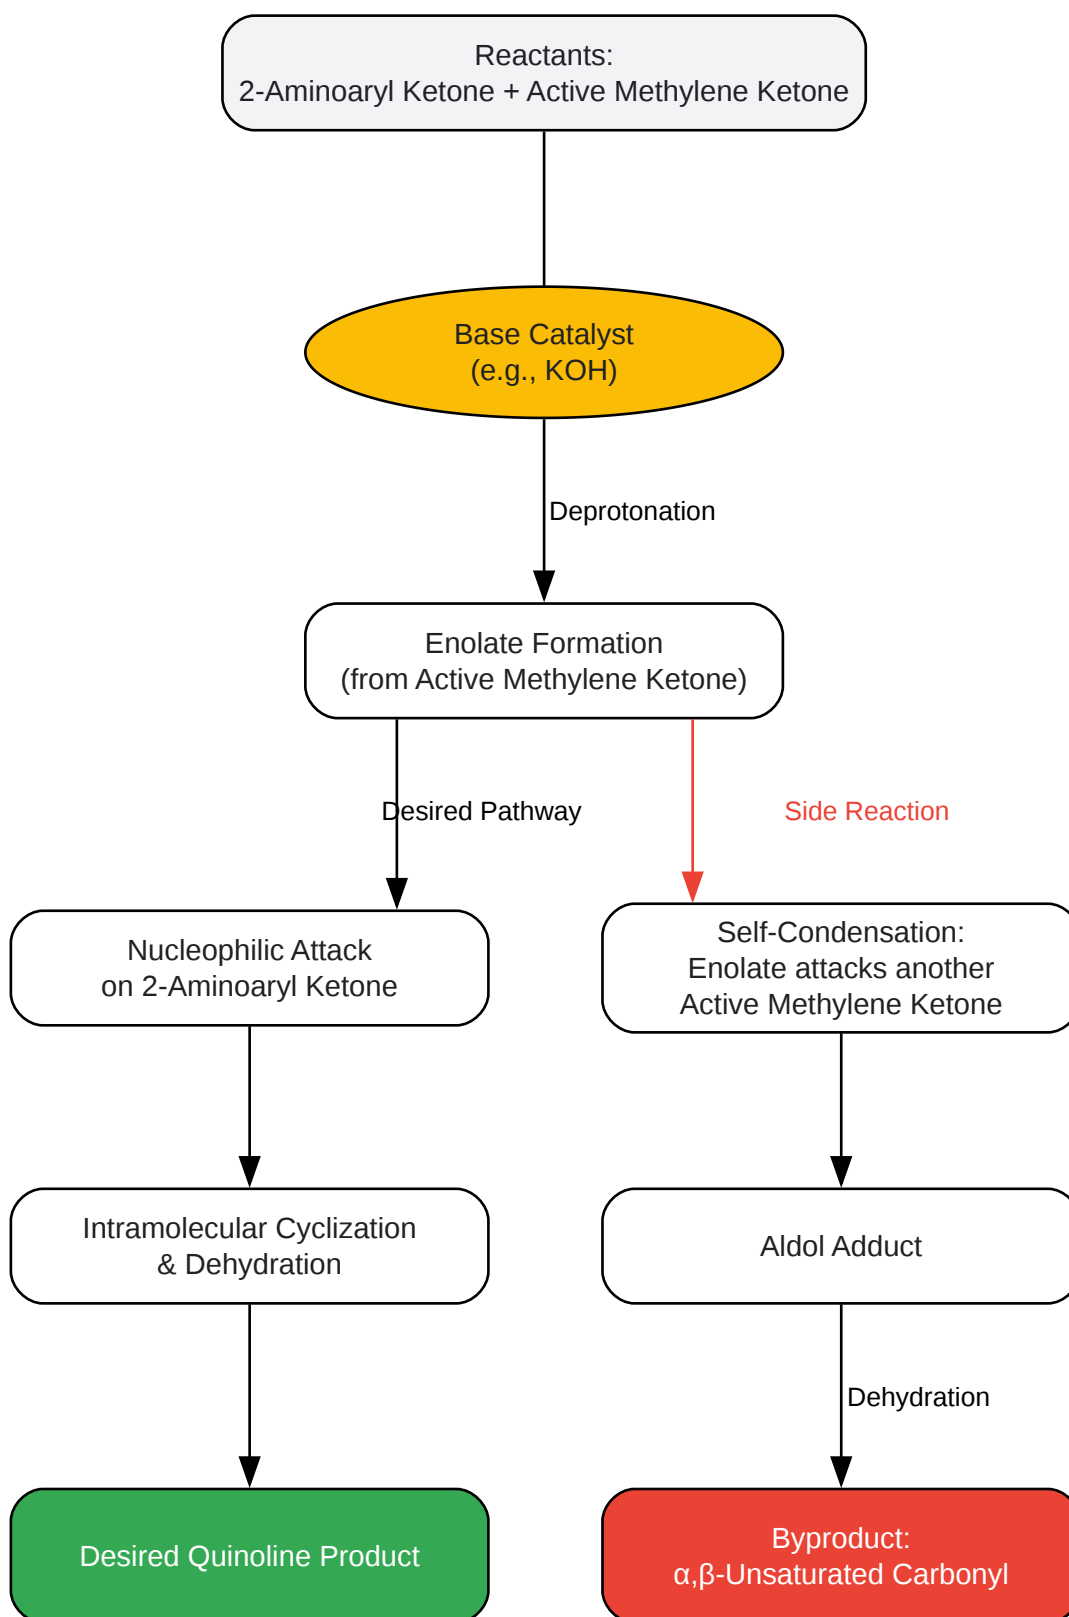 Reactants:
2-Aminoaryl Ketone + Active Methylene Ketone
Base Catalyst
(e.g., KOH)
Deprotonation
Enolate Formation
(from Active Methylene Ketone)
Desired Pathway
Side Reaction
Nucleophilic Attack
on 2-Aminoaryl Ketone
Self-Condensation:
Enolate attacks another
Active Methylene Ketone
Intramolecular Cyclization
& Dehydration
Aldol Adduct
Dehydration
Desired Quinoline Product
Byproduct:
α,β-Unsaturated Carbonyl